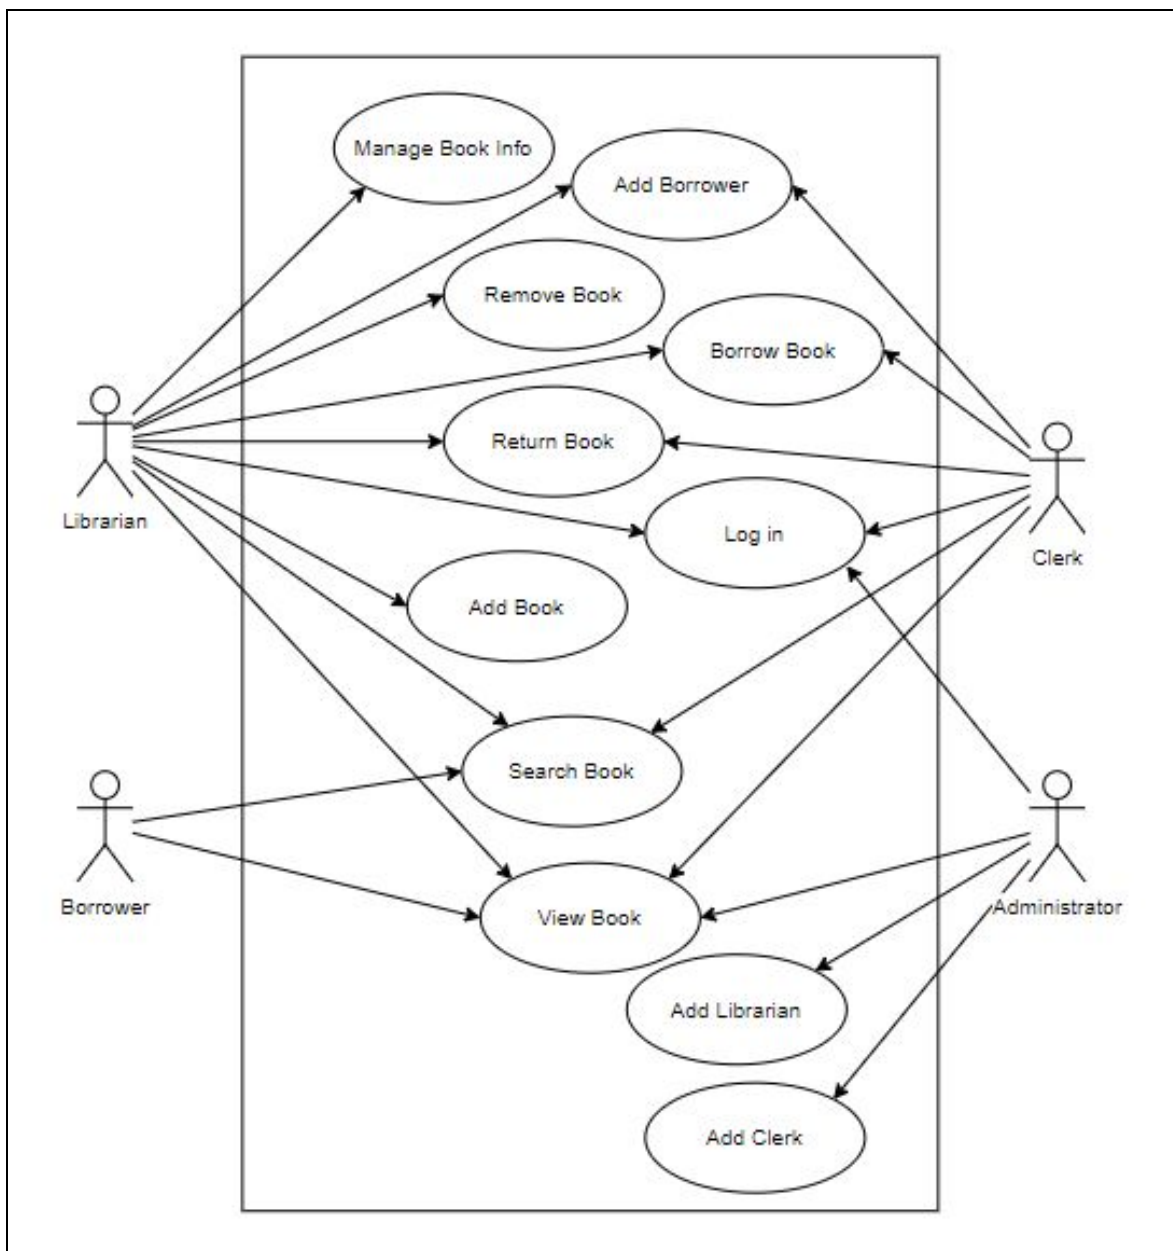 Manage Book Info
Add Borrower
Remove Book
Borrow Book
Return Book
Librarian
Log in
Clerk
Add Book
Search Book
Borrower
View Book
Administrator
Add Librarian
Add Clerk